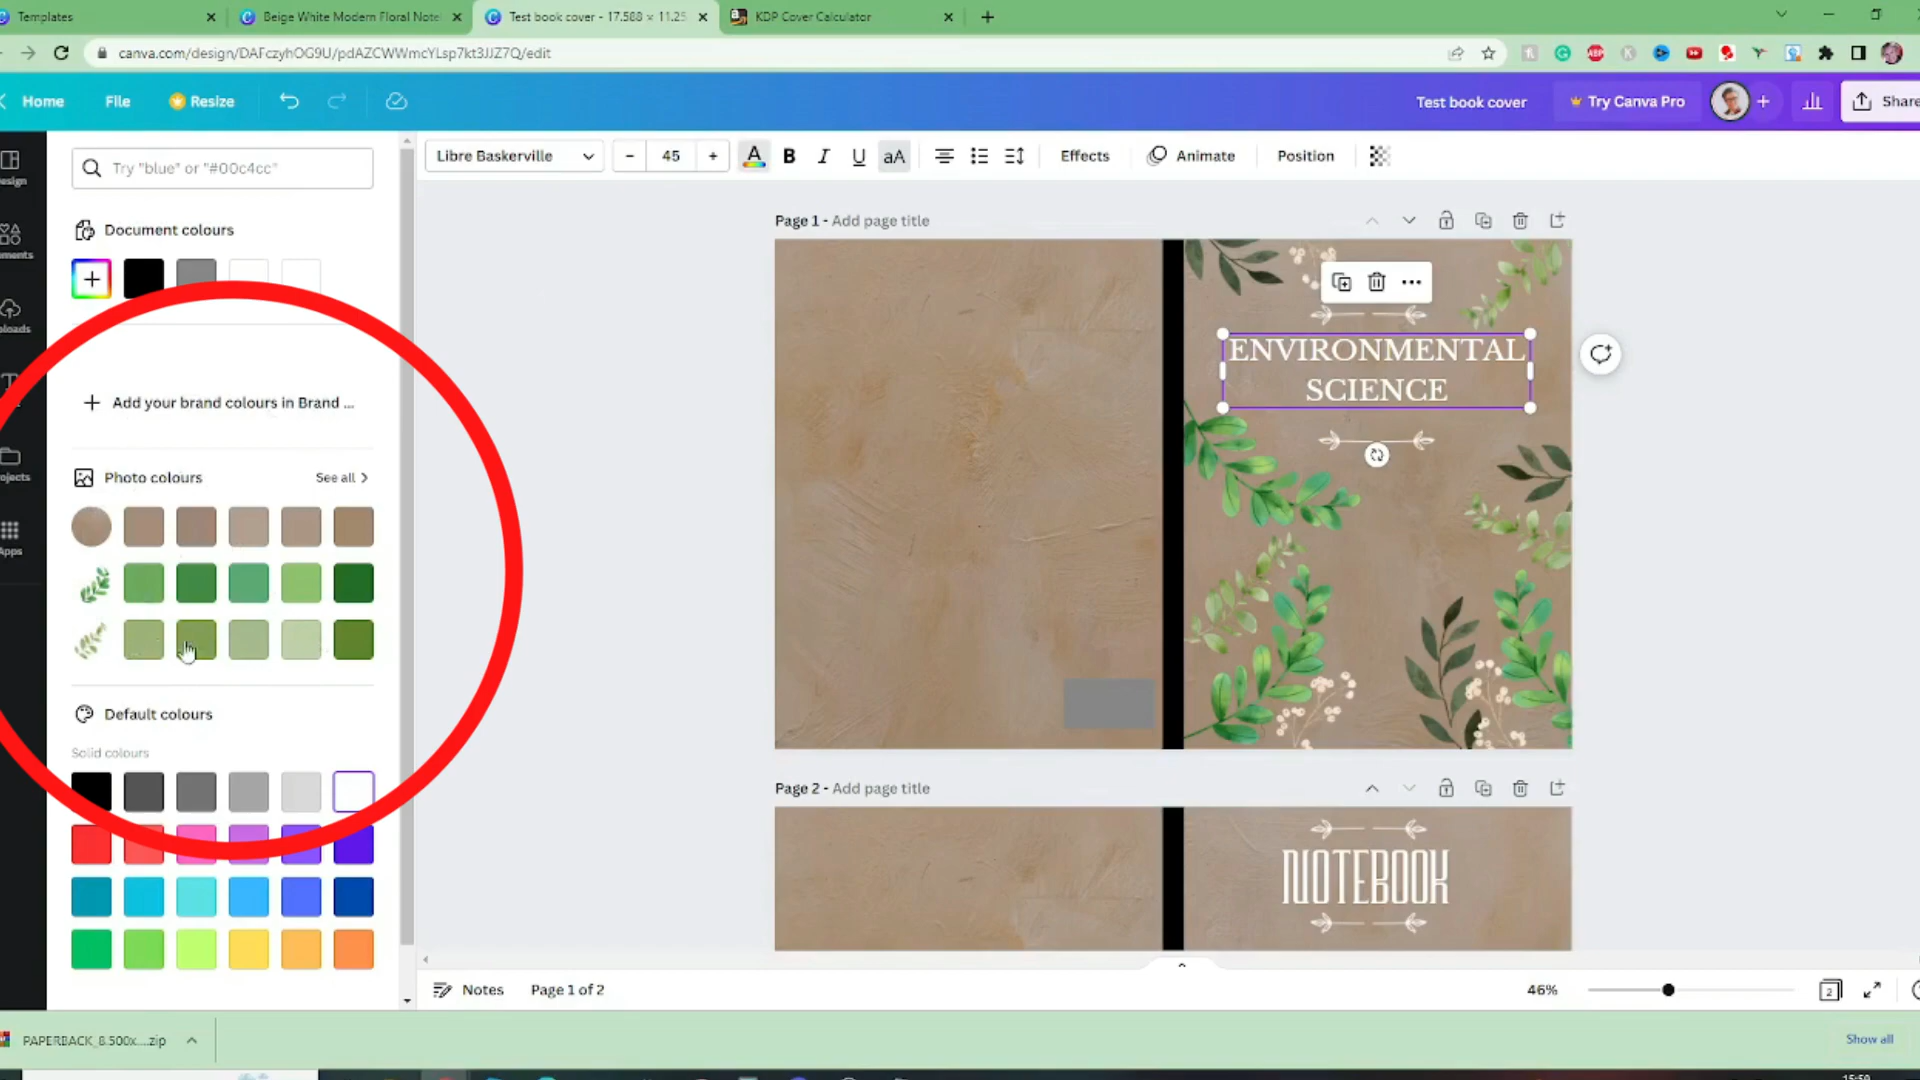 Templates
Beige White Modern Floral Note
Test book cover - 17.588 × 11.25
KDP Cover Calculator
canva.com/design/DAFczyhOG9U/pdAZCWWmcYLsp7kt3JJZ7Q/edit
Home
File
Resize
Test book cover
Try Canva Pro
Share
Try "blue" or "#00c4cc"
Libre Baskerville
45
A
B
I
U
aA
Effects
Animate
Position
Document colours
Add your brand colours in Brand ...
Photo colours
See all
Default colours
Solid colours
Page 1 - Add page title
ENVIRONMENTAL
SCIENCE
Page 2 - Add page title
NOTEBOOK
Notes
Page 1 of 2
46%
2
PAPERBACK_8.500x....zip
Show all
Apps